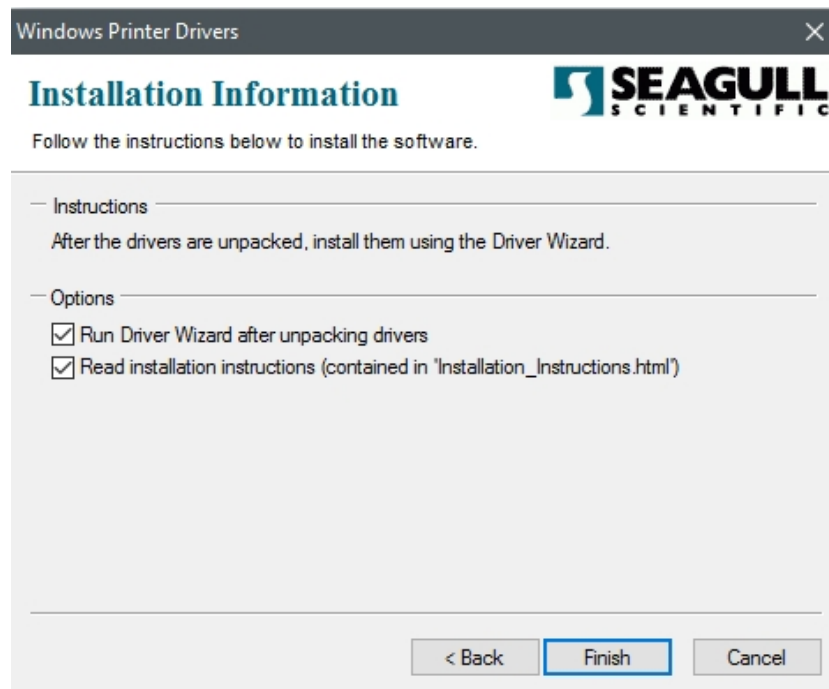 Windows Printer Drivers
Installation Information
SEAGULL
SCIENTIFIC
Follow the instructions below to install the software.
Instructions
After the drivers are unpacked, install them using the Driver Wizard.
Options
Run Driver Wizard after unpacking drivers
Read installation instructions (contained in "Installation_Instructions.html")
< Back
Finish
Cancel